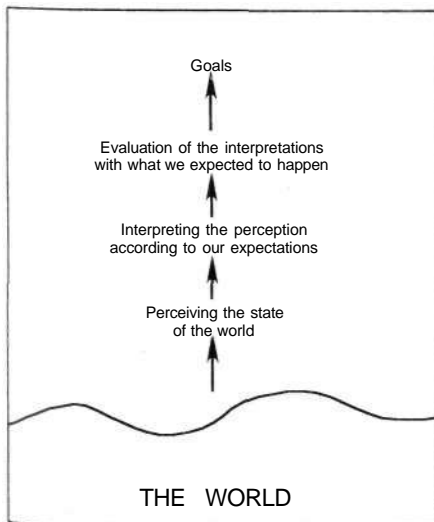 Goals
Evaluation of the interpretations
with what we expected to happen
Interpreting the perception
according to our expectations
Perceiving the state
of the world
THE WORLD